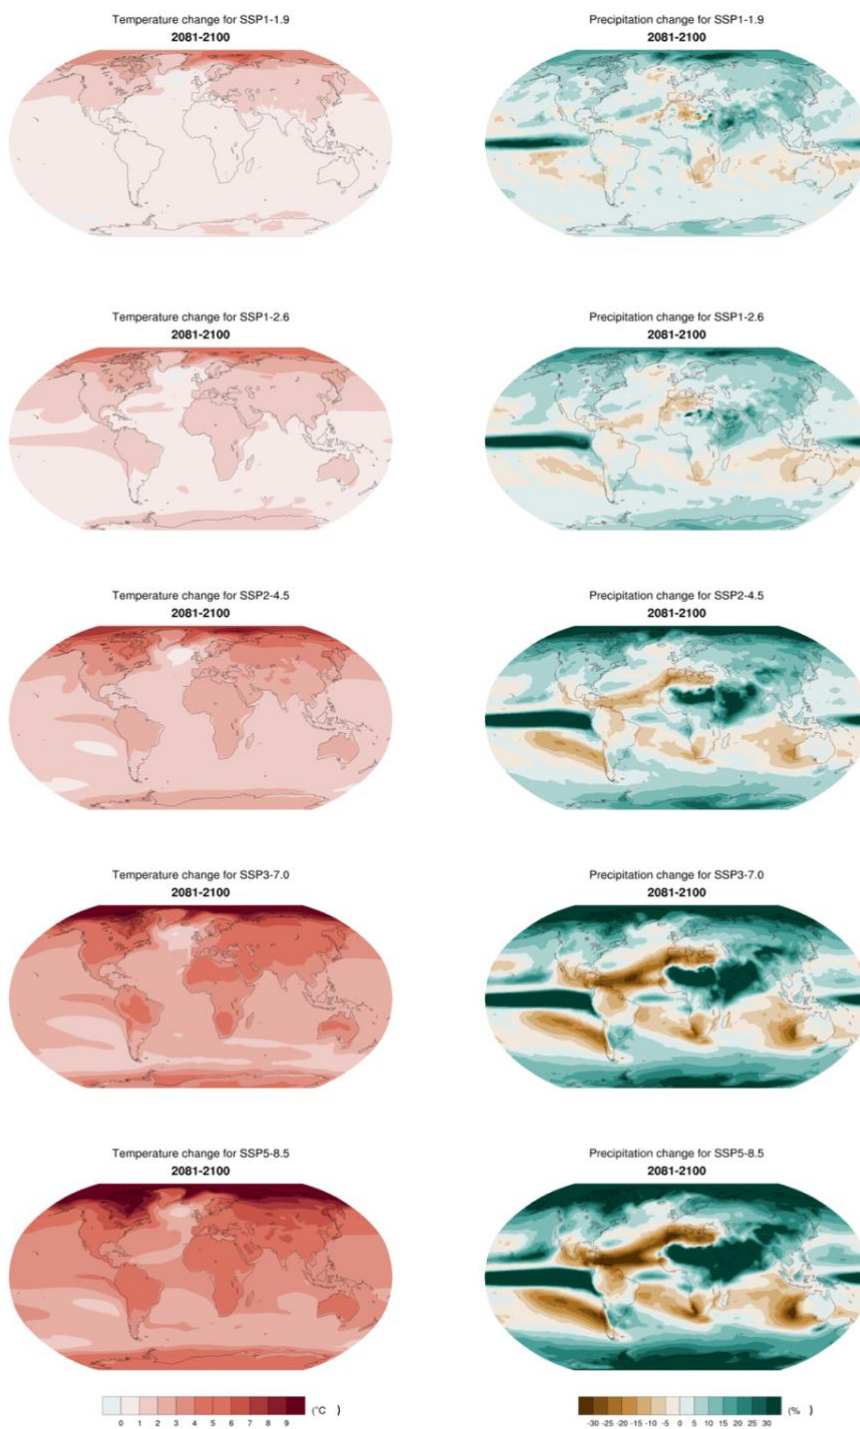 Temperature change for SSP1-1.9
2081-2100
Precipitation change for SSP1-1.9
2081-2100
Temperature change for SSP1-2.6
2081-2100
Precipitation change for SSP1-2.6
2081-2100
Temperature change for SSP2-4.5
2081-2100
Precipitation change for SSP2-4.5
2081-2100
Temperature change for SSP3-7.0
2081-2100
Precipitation change for SSP3-7.0
2081-2100
Temperature change for SSP5-8.5
2081-2100
Precipitation change for SSP5-8.5
2081-2100
0 1 2 3 4 5 6 7 8 9 (°C )
-30 -25 -20 -15 -10 -5 0 5 10 15 20 25 30 (% )